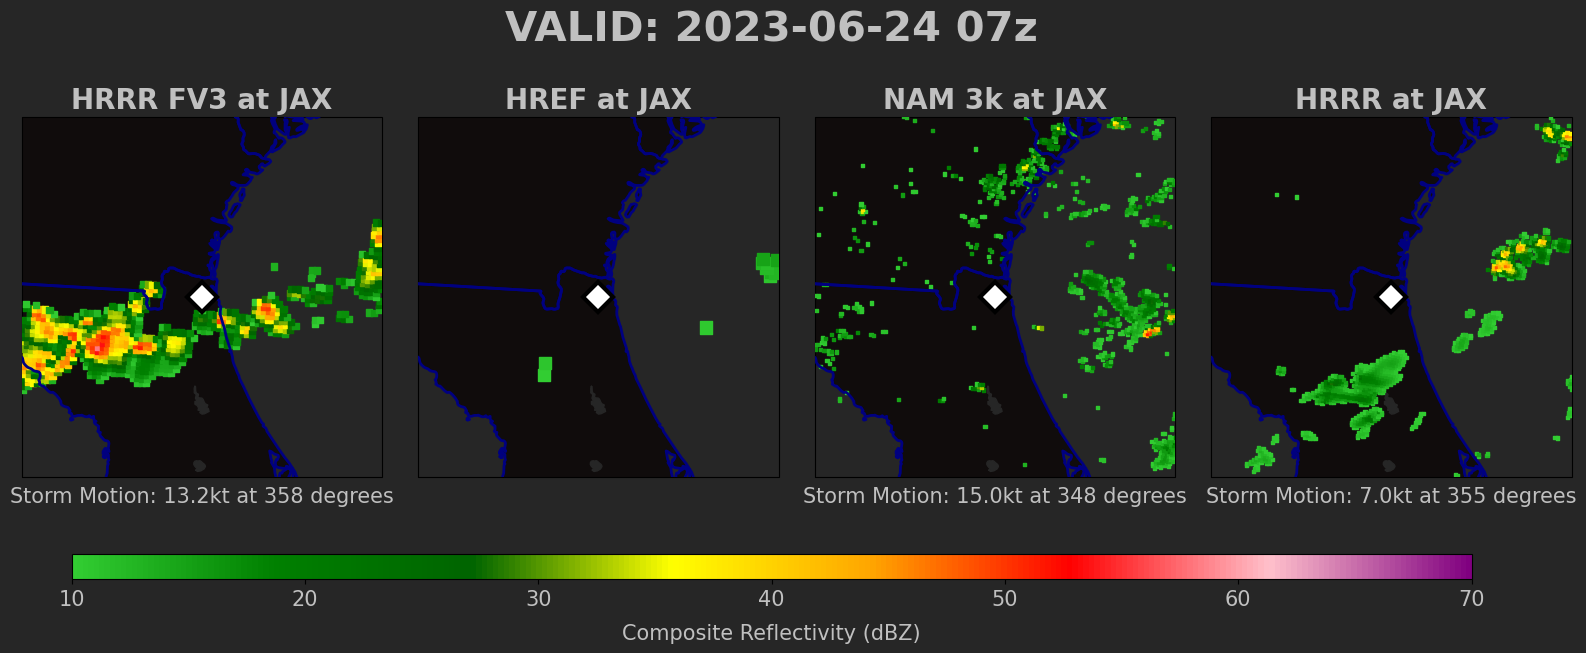 VALID: 2023-06-24 07z
HRRR FV3 at JAX
HREF at JAX
NAM 3k at JAX
HRRR at JAX
Storm Motion: 13.2kt at 358 degrees
Storm Motion: 15.0kt at 348 degrees
Storm Motion: 7.0kt at 355 degrees
10 20 30 40 50 60 70
Composite Reflectivity (dBZ)